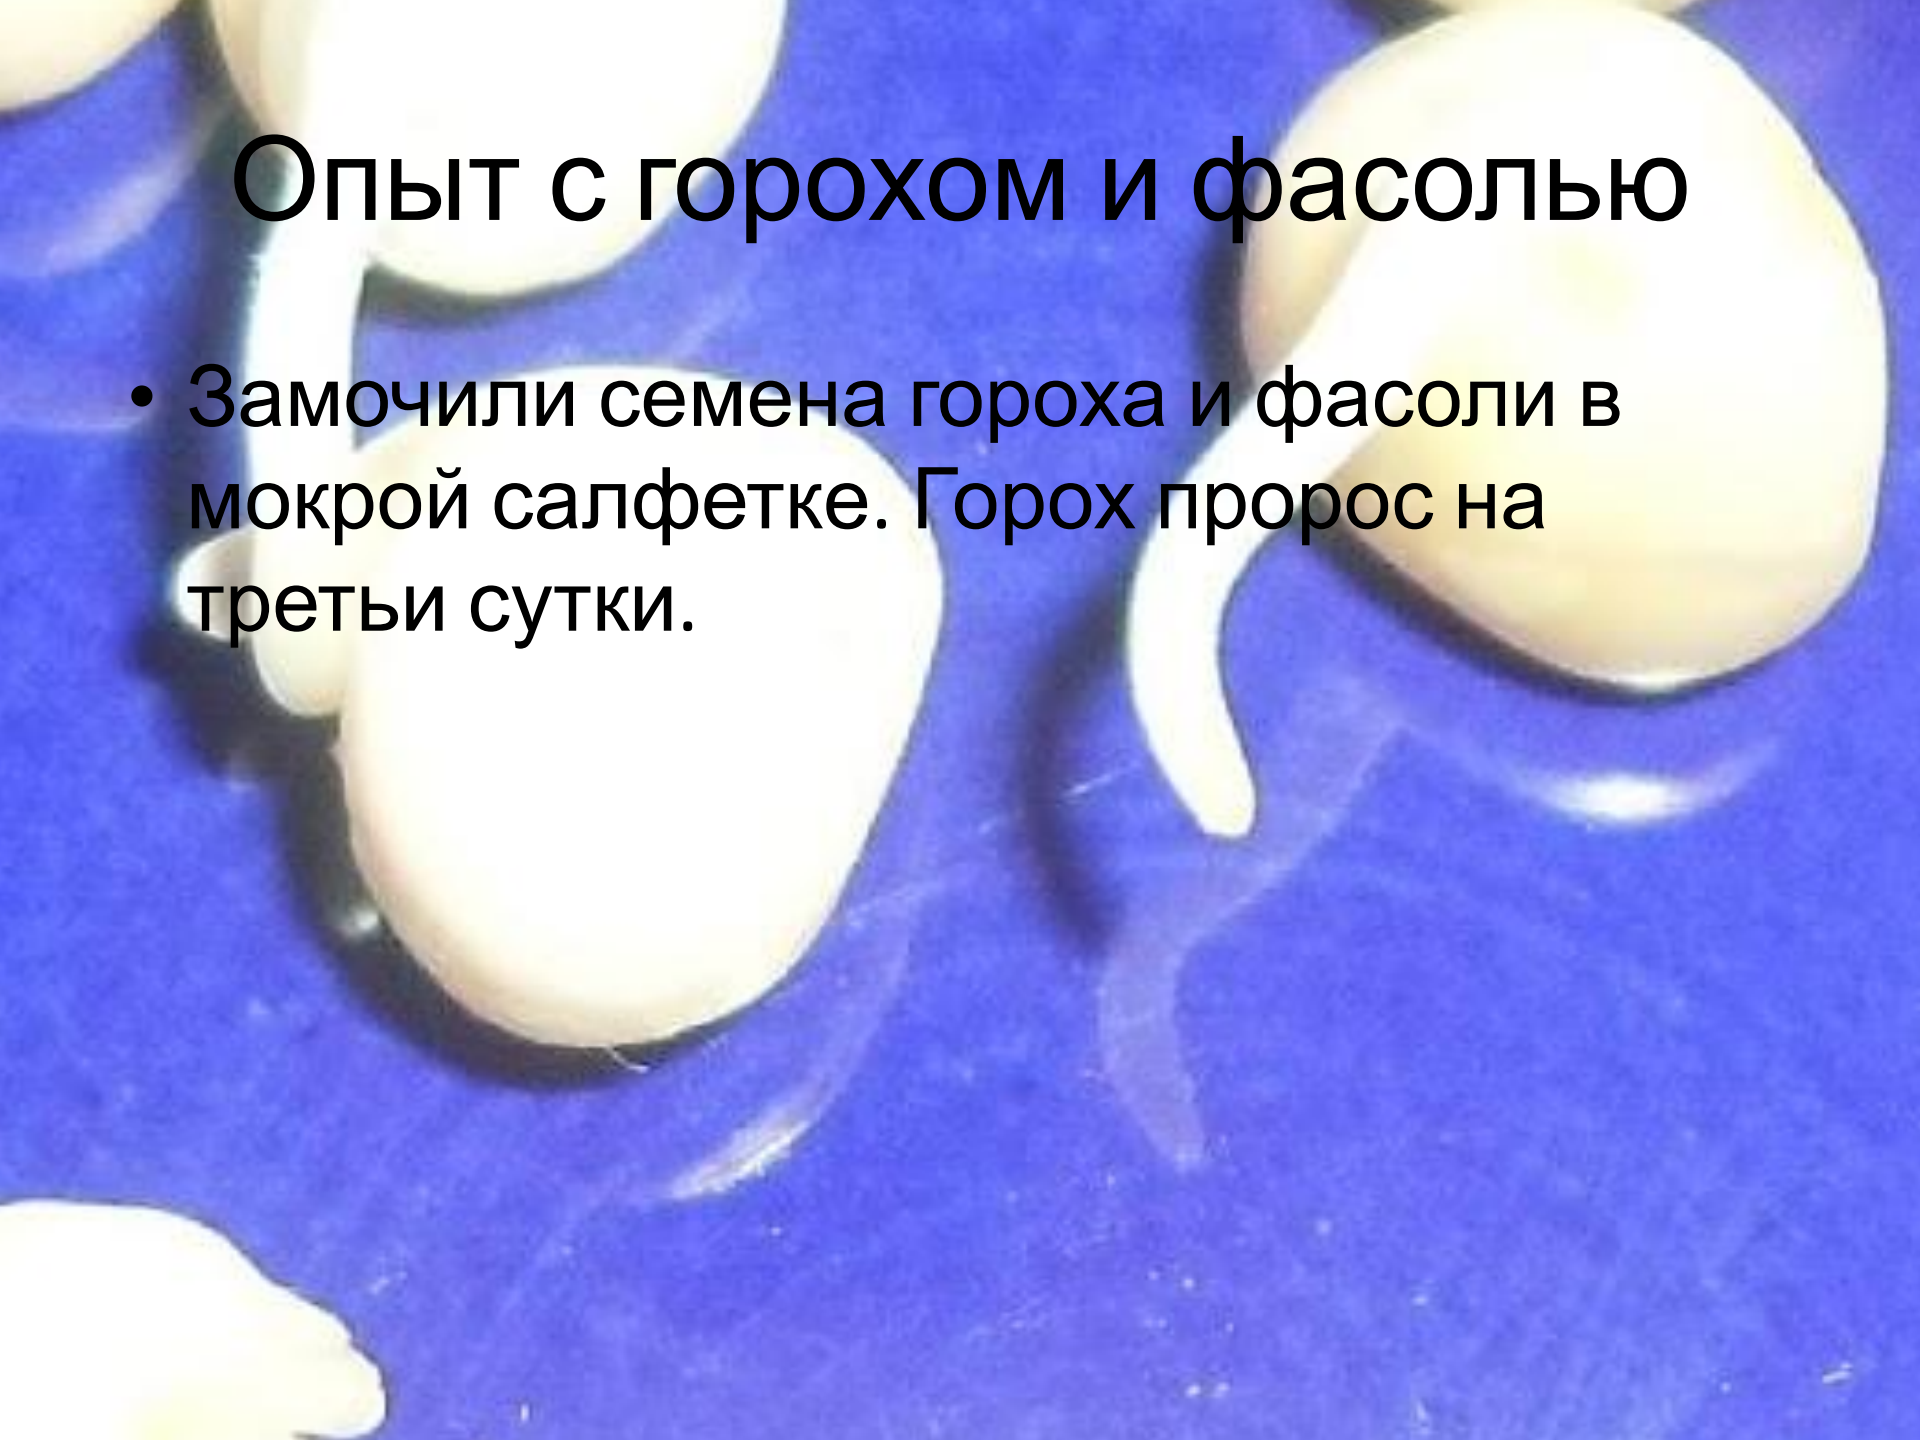 Опыт с горохом и фасолью
• Замочили семена гороха и фасоли в
мокрой салфетке. Горох пророс на
третьи сутки.